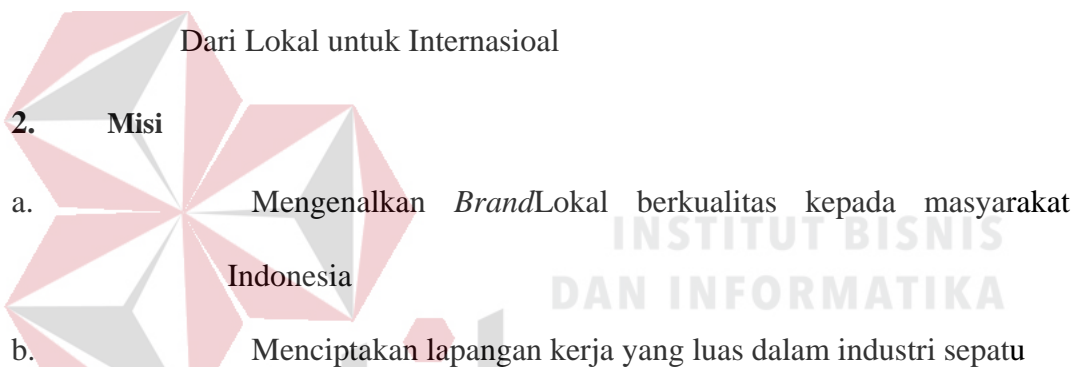 Dari Lokal untuk Internasioal
2. Misi
a. Mengenalkan BrandLokal berkualitas kepada masyarakat
INSTITUT BISNIS
Indonesia
DAN INFORMATIKA
b. Menciptakan lapangan kerja yang luas dalam industri sepatu